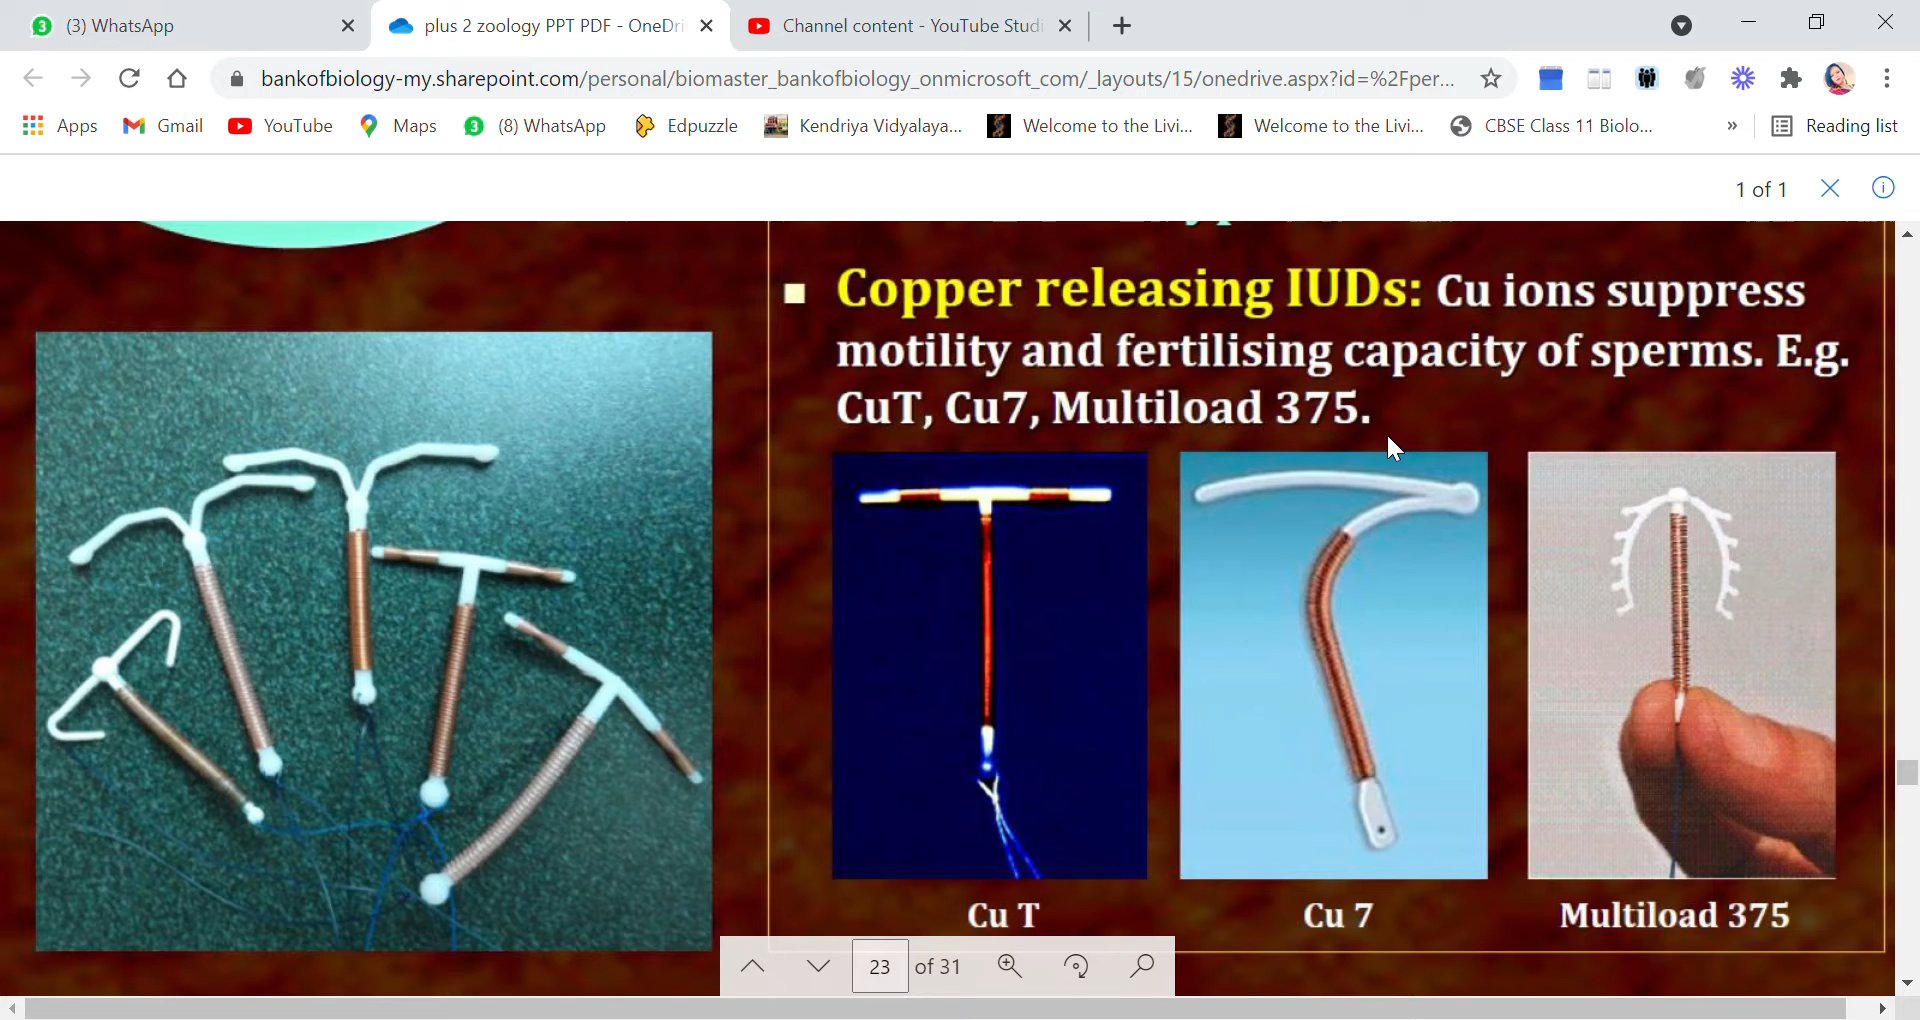 3 (3) WhatsApp
plus 2 zoology PPT PDF - OneDri
Channel content - YouTube Studi
bankofbiology-my.sharepoint.com/personal/biomaster_bankofbiology_onmicrosoft_com/_layouts/15/onedrive.aspx?id=%2Fper...
Apps
Gmail
YouTube
Maps
3 (8) WhatsApp
Edpuzzle
Kendriya Vidyalaya...
Welcome to the Livi...
Welcome to the Livi...
CBSE Class 11 Biolo...
»
Reading list
1 of 1
Copper releasing IUDs: Cu ions suppress
motility and fertilising capacity of sperms. E.g.
CuT, Cu7, Multiload 375.
Cu T
Cu 7
Multiload 375
23 of 31